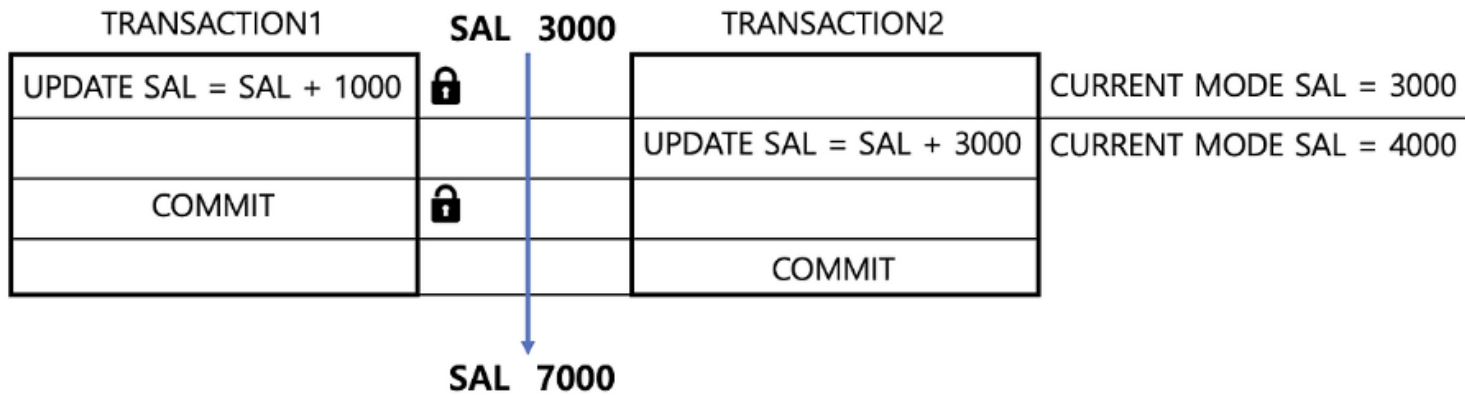 TRANSACTION1 SAL 3000 TRANSACTION2
UPDATE SAL = SAL + 1000 CURRENT MODE SAL = 3000
UPDATE SAL = SAL + 3000 CURRENT MODE SAL = 4000
COMMIT
COMMIT
SAL 7000